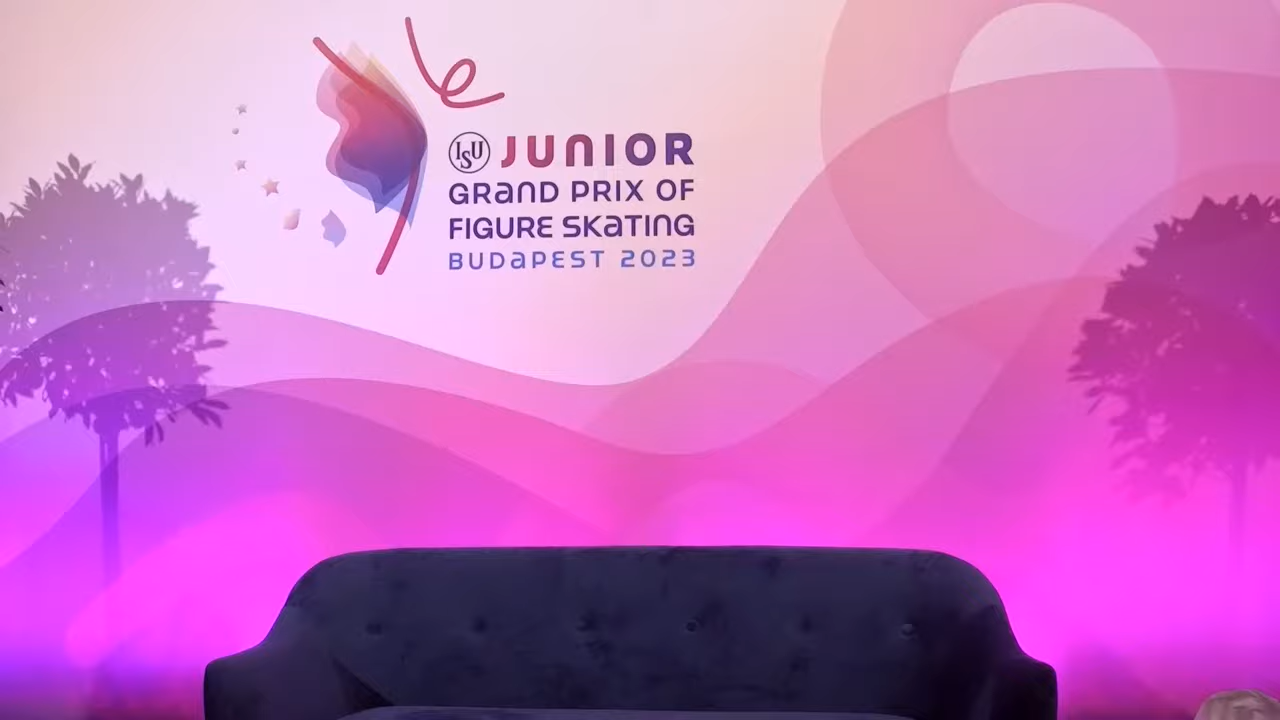 ISU JUNIOR
GRAND PRIX OF
FIGURE SKATING
BUDAPEST 2023